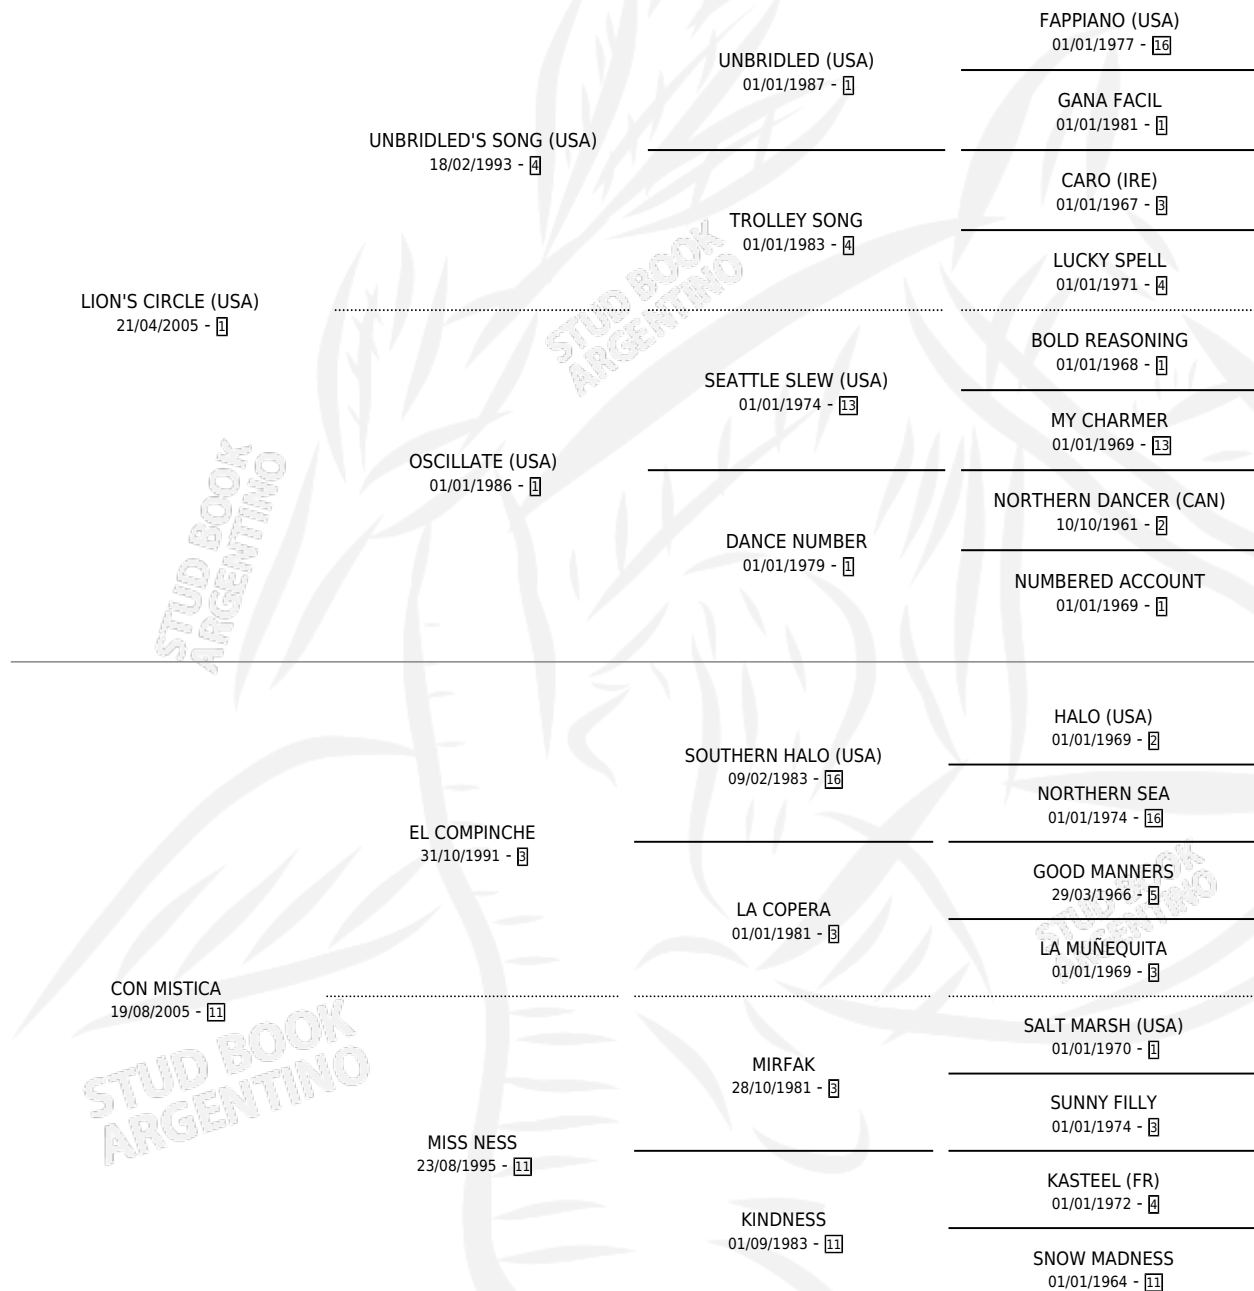 FAPPIANO (USA)
01/01/1977 - 16
UNBRIDLED (USA)
01/01/1987 - 1
GANA FACIL
01/01/1981 - 1
UNBRIDLED'S SONG (USA)
18/02/1993 - 4
CARO (IRE)
01/01/1967 - 3
TROLLEY SONG
01/01/1983 - 4
LUCKY SPELL
01/01/1971 - 4
LION'S CIRCLE (USA)
21/04/2005 - 1
BOLD REASONING
01/01/1968 - 1
SEATTLE SLEW (USA)
01/01/1974 - 13
MY CHARMER
01/01/1969 - 13
OSCILLATE (USA)
01/01/1986 - 1
NORTHERN DANCER (CAN)
10/10/1961 - 2
DANCE NUMBER
01/01/1979 - 1
NUMBERED ACCOUNT
01/01/1969 - 1
STUD BOOK
ARGENTINO
STUD BOOK
ARGENTINO
HALO (USA)
01/01/1969 - 2
SOUTHERN HALO (USA)
09/02/1983 - 16
NORTHERN SEA
01/01/1974 - 16
EL COMPINCHE
31/10/1991 - 3
GOOD MANNERS
29/03/1966 - 5
LA COPERA
01/01/1981 - 3
LA MUÑEQUITA
01/01/1969 - 3
STUD BOOK
ARGENTINO
CON MISTICA
19/08/2005 - 11
SALT MARSH (USA)
01/01/1970 - 1
MIRFAK
28/10/1981 - 3
SUNNY FILLY
01/01/1974 - 3
MISS NESS
23/08/1995 - 11
KASTEEL (FR)
01/01/1972 - 4
KINDNESS
01/09/1983 - 11
SNOW MADNESS
01/01/1964 - 11
STUD BOOK
ARGENTINO